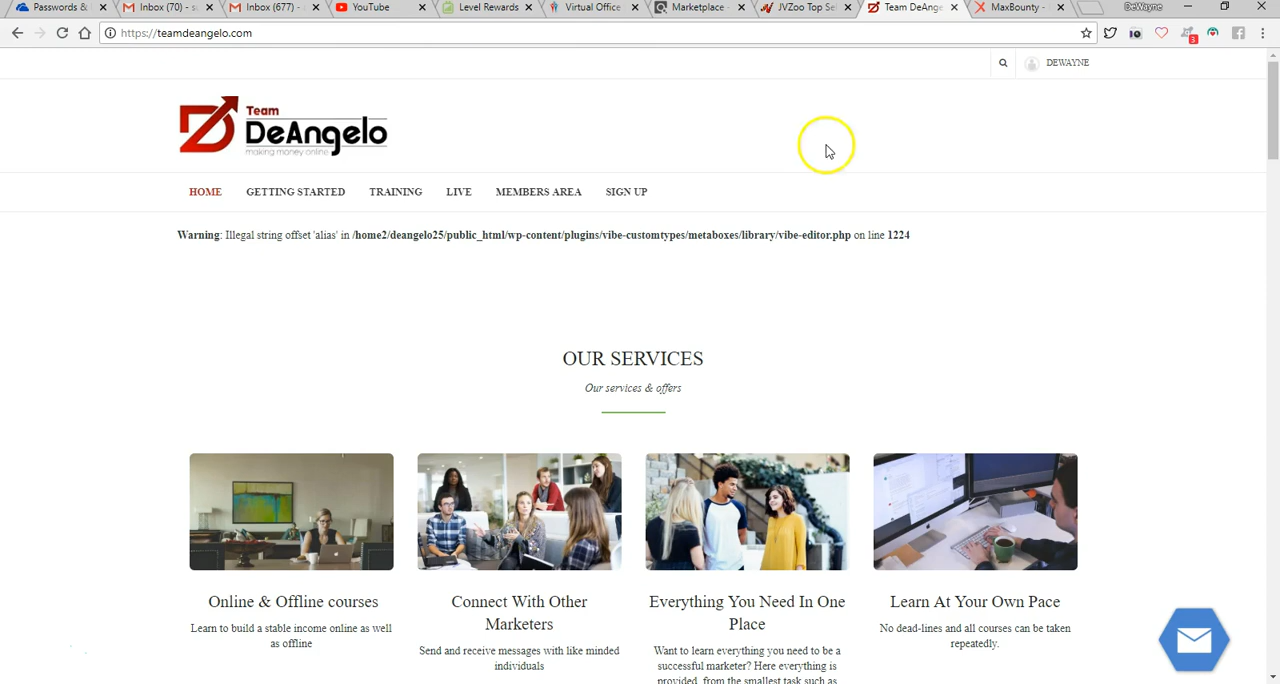 Passwords &
Inbox (70) - s
Inbox (677) -
YouTube
Level Rewards
Virtual Office
Marketplace -
JVZoo Top Sel
Team DeAnge
MaxBounty -
DeWayne
https://teamdeangelo.com
3
DEWAYNE
Team
DeAngelo
making money online
HOME
GETTING STARTED
TRAINING
LIVE
MEMBERS AREA
SIGN UP
Warning: Illegal string offset 'alias' in /home2/deangelo25/public_html/wp-content/plugins/vibe-customtypes/metaboxes/library/vibe-editor.php on line 1224
OUR SERVICES
Our services & offers
Online & Offline courses
Learn to build a stable income online as well
as offline
Connect With Other
Marketers
Send and receive messages with like minded
individuals
Everything You Need In One
Place
Want to learn everything you need to be a
successful marketer? Here everything is
provided, from the smallest task such as
Learn At Your Own Pace
No dead-lines and all courses can be taken
repeatedly.